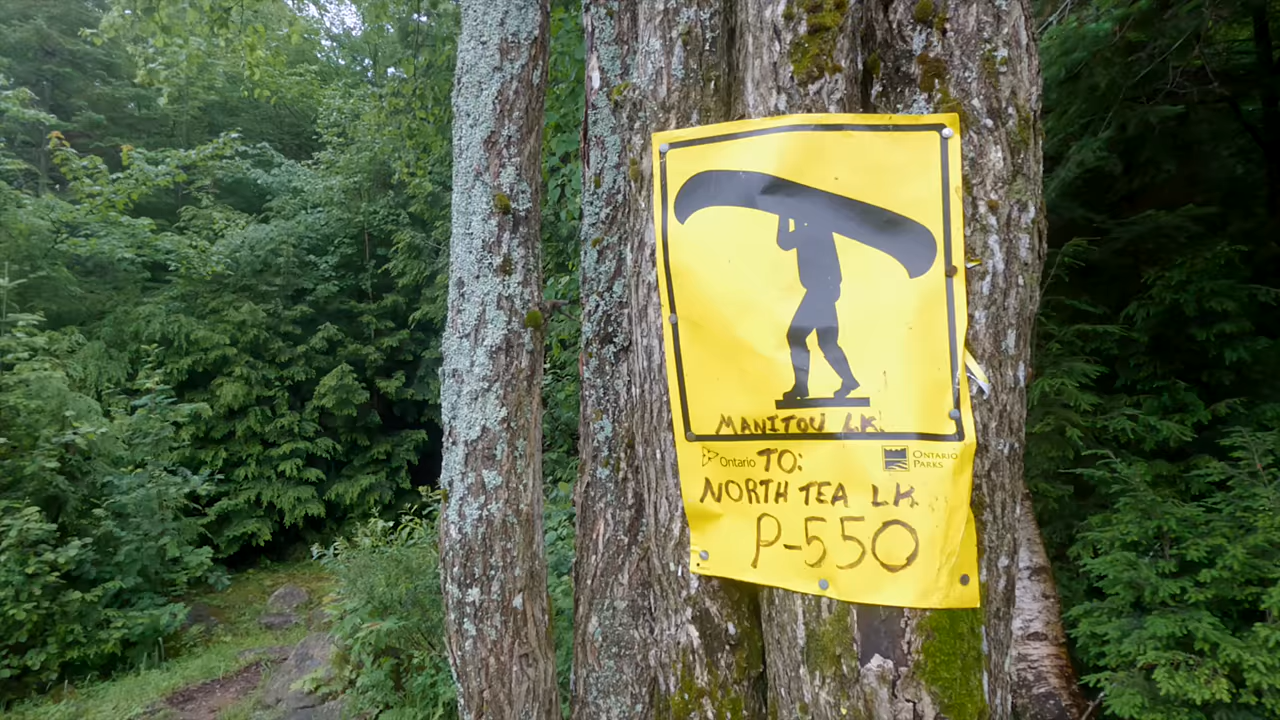 MANITOU LK.
Ontario TO:
ONTARIO PARKS
NORTH TEA LK
P-550